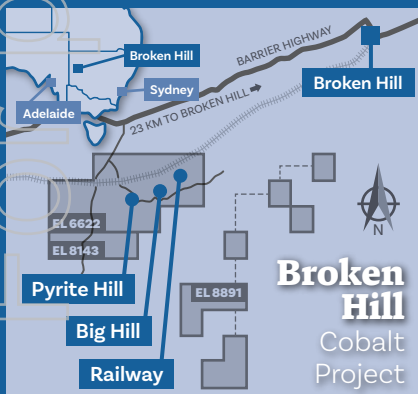 Broken Hill
Sydney
Adelaide
BARRIER HIGHWAY
Broken Hill
23 KM TO BROKEN HILL
EL 6622
EL 8143
EL 8891
N
Pyrite Hill
Big Hill
Railway
Broken
Hill
Cobalt
Project